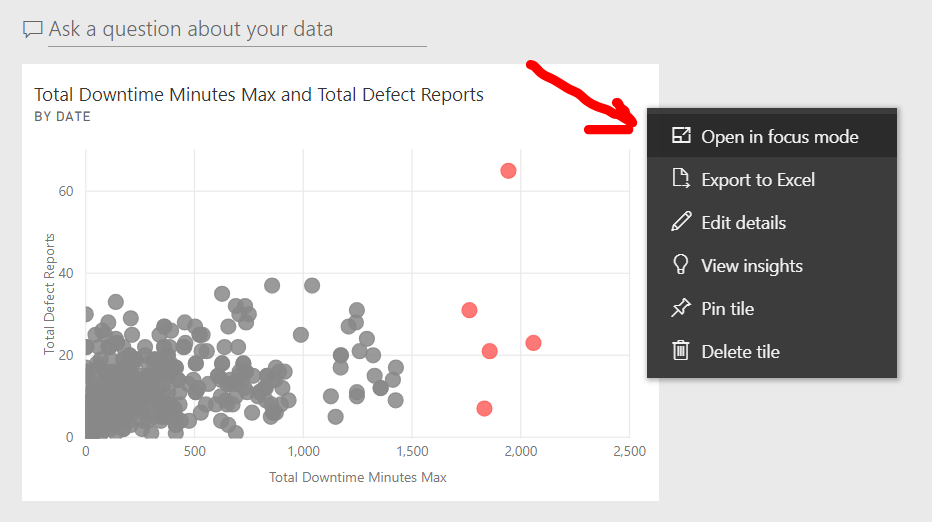 Ask a question about your data
Total Downtime Minutes Max and Total Defect Reports
BY DATE
Open in focus mode
Export to Excel
Edit details
View insights
Pin tile
Delete tile
Total Defect Reports
60
40
20
0
0 500 1,000 1,500 2,000 2,500
Total Downtime Minutes Max